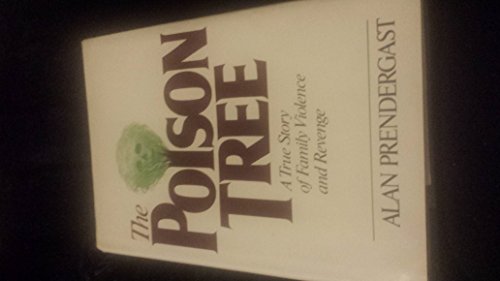 The
POISON
TREE
A True Story
of Family Violence
and Revenge
ALAN PRENDERGAST